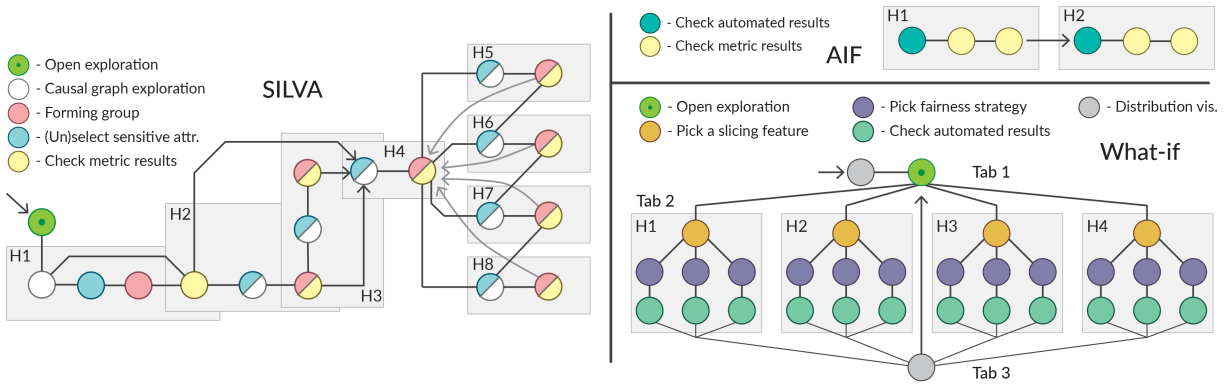 - Open exploration
- Causal graph exploration
- Forming group
- (Un)select sensitive attr.
- Check metric results
SILVA
H1
H2
H3
H4
H5
H6
H7
H8
- Check automated results
- Check metric results
AIF
H1
H2
- Open exploration
- Pick a slicing feature
- Pick fairness strategy
- Check automated results
- Distribution vis.
What-if
Tab 1
Tab 2
H1
H2
H3
H4
Tab 3